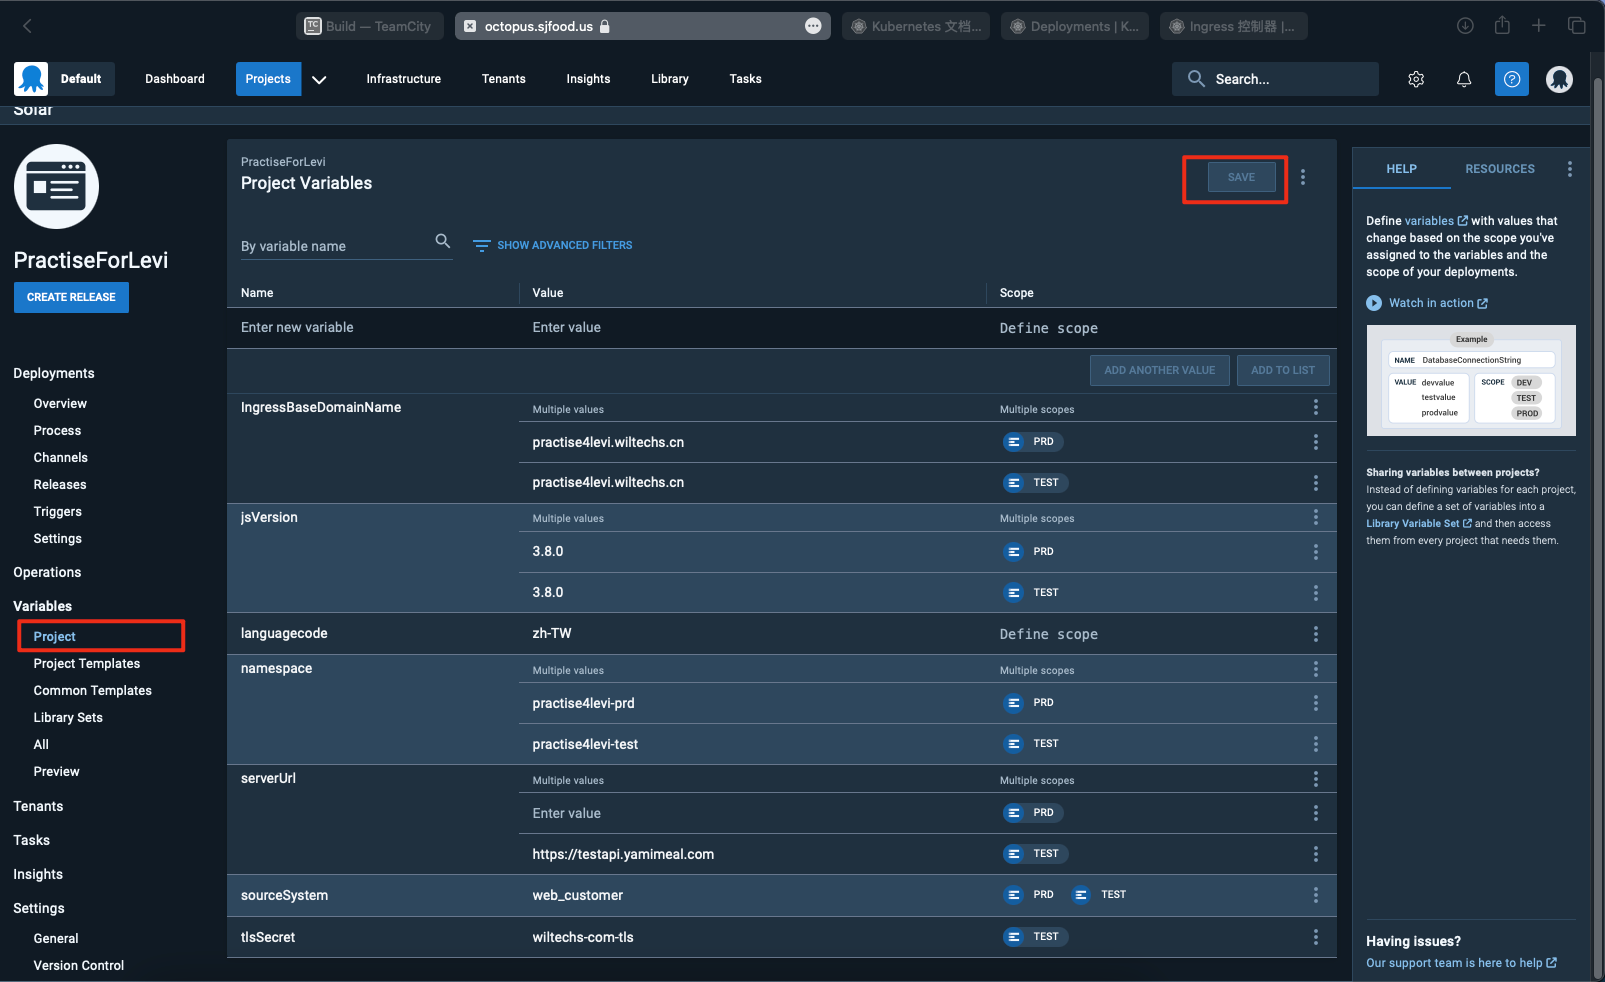 Build — TeamCity
octopus.sjfood.us
Kubernetes 文档...
Deployments | K...
Ingress 控制器 |...
Default
Dashboard
Projects
Infrastructure
Tenants
Insights
Library
Tasks
Search...
Solar
PractiseForLevi
CREATE RELEASE
Deployments
Overview
Process
Channels
Releases
Triggers
Settings
Operations
Variables
Project
Project Templates
Common Templates
Library Sets
All
Preview
Tenants
Tasks
Insights
Settings
General
Version Control
PractiseForLevi
Project Variables
SAVE
By variable name
SHOW ADVANCED FILTERS
Name Value Scope
Enter new variable Enter value Define scope
ADD ANOTHER VALUE ADD TO LIST
IngressBaseDomainName Multiple values Multiple scopes
practise4levi.wiltechs.cn PRD
practise4levi.wiltechs.cn TEST
jsVersion Multiple values Multiple scopes
3.8.0 PRD
3.8.0 TEST
languagecode zh-TW Define scope
namespace Multiple values Multiple scopes
practise4levi-prd PRD
practise4levi-test TEST
serverUrl Multiple values Multiple scopes
Enter value PRD
https://testapi.yamimeal.com TEST
sourceSystem web_customer PRD TEST
tlsSecret wiltechs-com-tls TEST
HELP RESOURCES
Define variables with values that
change based on the scope you've
assigned to the variables and the
scope of your deployments.
Watch in action
Example
NAME DatabaseConnectionString
VALUE devvalue SCOPE DEV
testvalue TEST
prodvalue PROD
Sharing variables between projects?
Instead of defining variables for each project,
you can define a set of variables into a
Library Variable Set and then access
them from every project that needs them.
Having issues?
Our support team is here to help